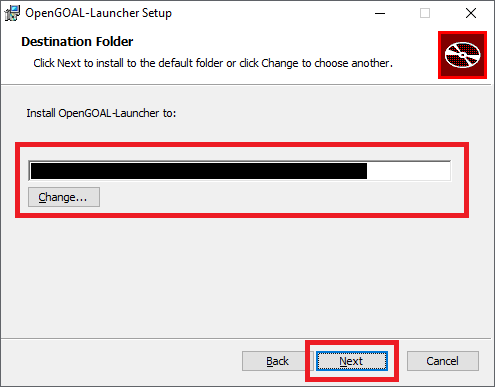 OpenGOAL-Launcher Setup
Destination Folder
Click Next to install to the default folder or click Change to choose another.
Install OpenGOAL-Launcher to:
Change...
Back Next Cancel